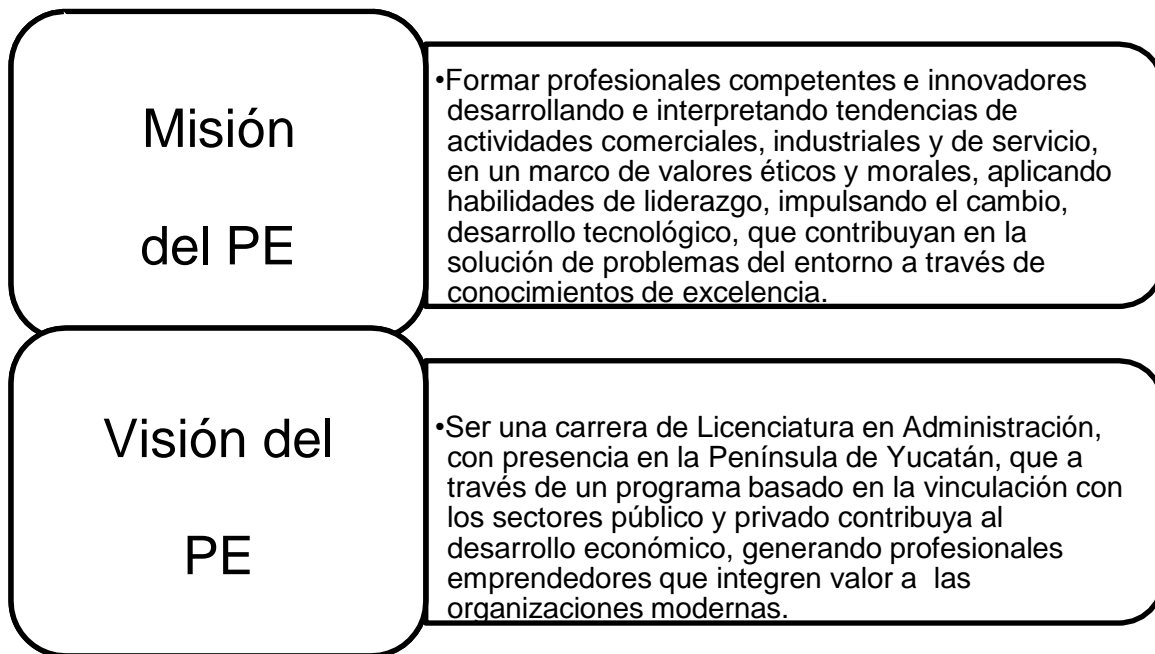 Misión
del PE
•Formar profesionales competentes e innovadores
desarrollando e interpretando tendencias de
actividades comerciales, industriales y de servicio,
en un marco de valores éticos y morales, aplicando
habilidades de liderazgo, impulsando el cambio,
desarrollo tecnológico, que contribuyan en la
solución de problemas del entorno a través de
conocimientos de excelencia.
Visión del
PE
•Ser una carrera de Licenciatura en Administración,
con presencia en la Península de Yucatán, que a
través de un programa basado en la vinculación con
los sectores público y privado contribuya al
desarrollo económico, generando profesionales
emprendedores que integren valor a  las
organizaciones modernas.